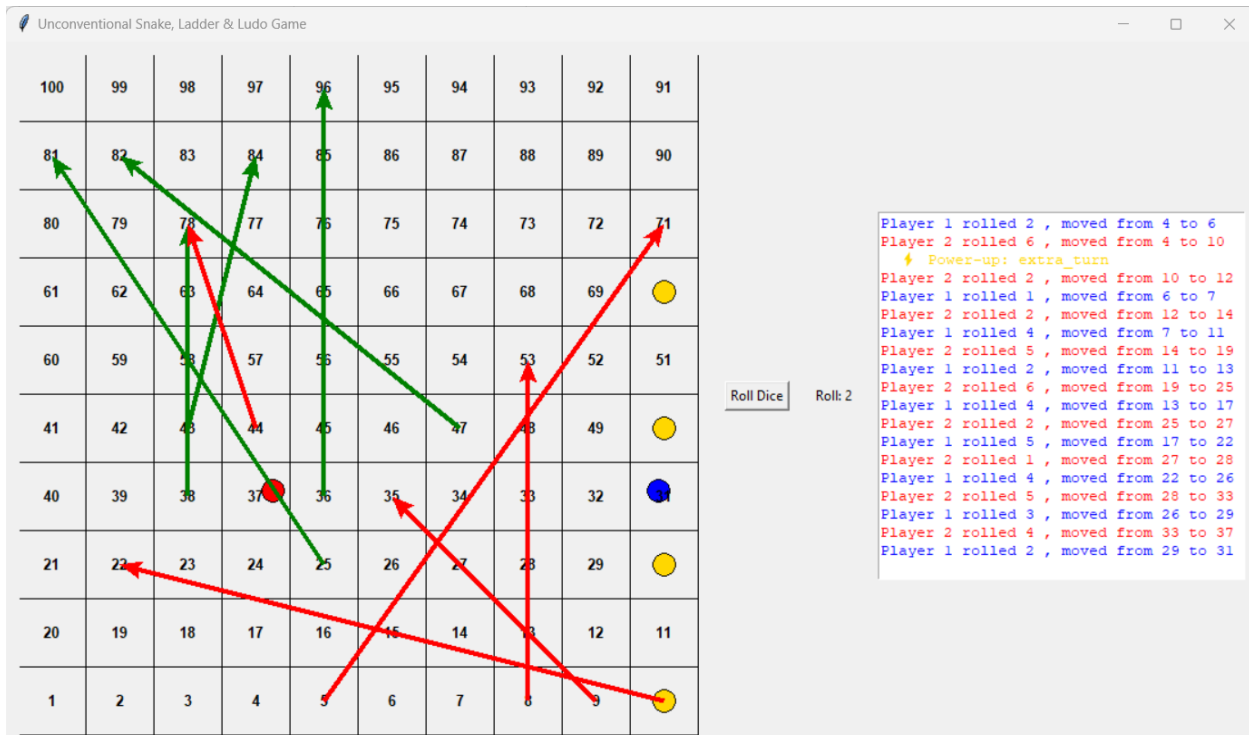 Unconventional Snake, Ladder & Ludo Game
100 99 98 97 96 95 94 93 92 91
81 82 83 84 85 86 87 88 89 90
80 79 78 77 76 75 74 73 72 71
61 62 63 64 65 66 67 68 69
60 59 58 57 56 55 54 53 52 51
41 42 43 44 45 46 47 48 49
40 39 38 37 36 35 34 33 32 31
21 22 23 24 25 26 27 28 29
20 19 18 17 16 15 14 13 12 11
1 2 3 4 5 6 7 8 9
Roll Dice
Roll: 2
Player 1 rolled 2 , moved from 4 to 6
Player 2 rolled 6 , moved from 4 to 10
⚡ Power-up: extra_turn
Player 2 rolled 2 , moved from 10 to 12
Player 1 rolled 1 , moved from 6 to 7
Player 2 rolled 2 , moved from 12 to 14
Player 1 rolled 4 , moved from 7 to 11
Player 2 rolled 5 , moved from 14 to 19
Player 1 rolled 2 , moved from 11 to 13
Player 2 rolled 6 , moved from 19 to 25
Player 1 rolled 4 , moved from 13 to 17
Player 2 rolled 2 , moved from 25 to 27
Player 1 rolled 5 , moved from 17 to 22
Player 2 rolled 1 , moved from 27 to 28
Player 1 rolled 4 , moved from 22 to 26
Player 2 rolled 5 , moved from 28 to 33
Player 1 rolled 3 , moved from 26 to 29
Player 2 rolled 4 , moved from 33 to 37
Player 1 rolled 2 , moved from 29 to 31